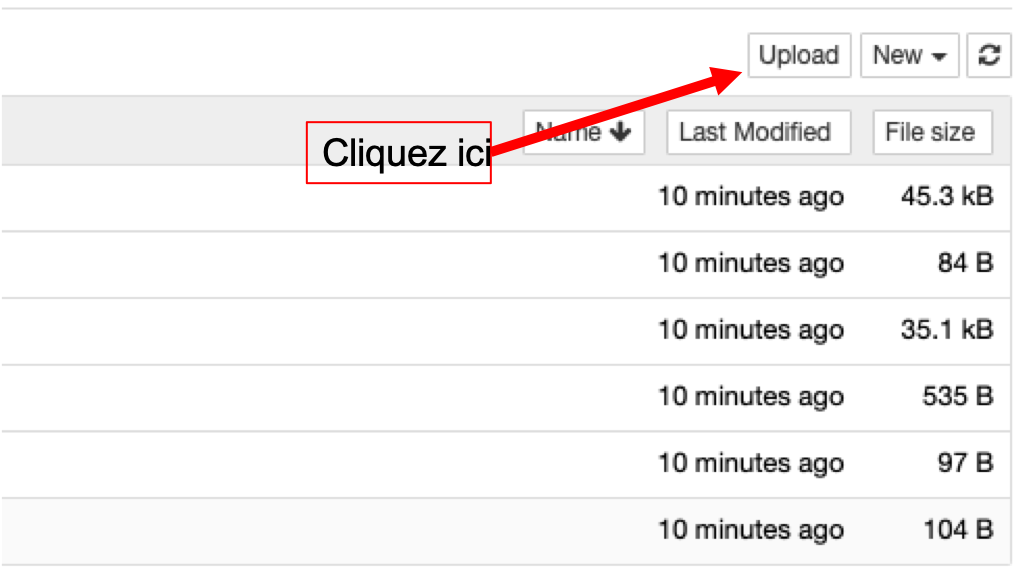 Upload New
Cliquez ici
Name Last Modified File size
10 minutes ago 45.3 kB
10 minutes ago 84 B
10 minutes ago 35.1 kB
10 minutes ago 535 B
10 minutes ago 97 B
10 minutes ago 104 B